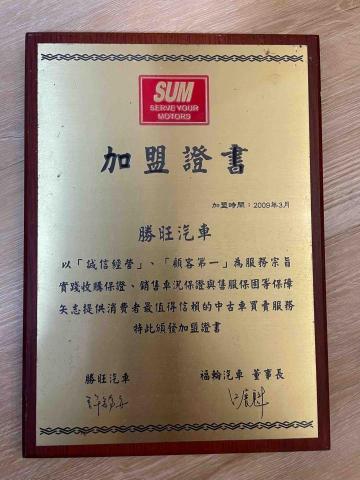 SUM
SERVE YOUR
MOTORS
加盟證書
加盟時間：2009年3月
勝旺汽車
以「誠信經營」、「顧客第一」為服務宗旨
實踐收購保證、銷售車況保證與售服保固等保障
矢志提供消費者最值得信賴的中古車買賣服務
特此頒發加盟證書
勝旺汽車
福輪汽車 董事長